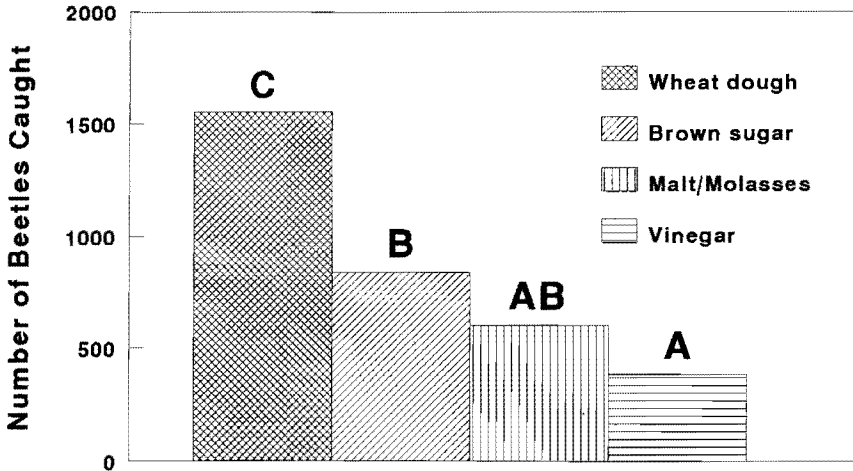 2000
1500
1000
500
0
Number of Beetles Caught
C
B
AB
A
Wheat dough
Brown sugar
Malt/Molasses
Vinegar